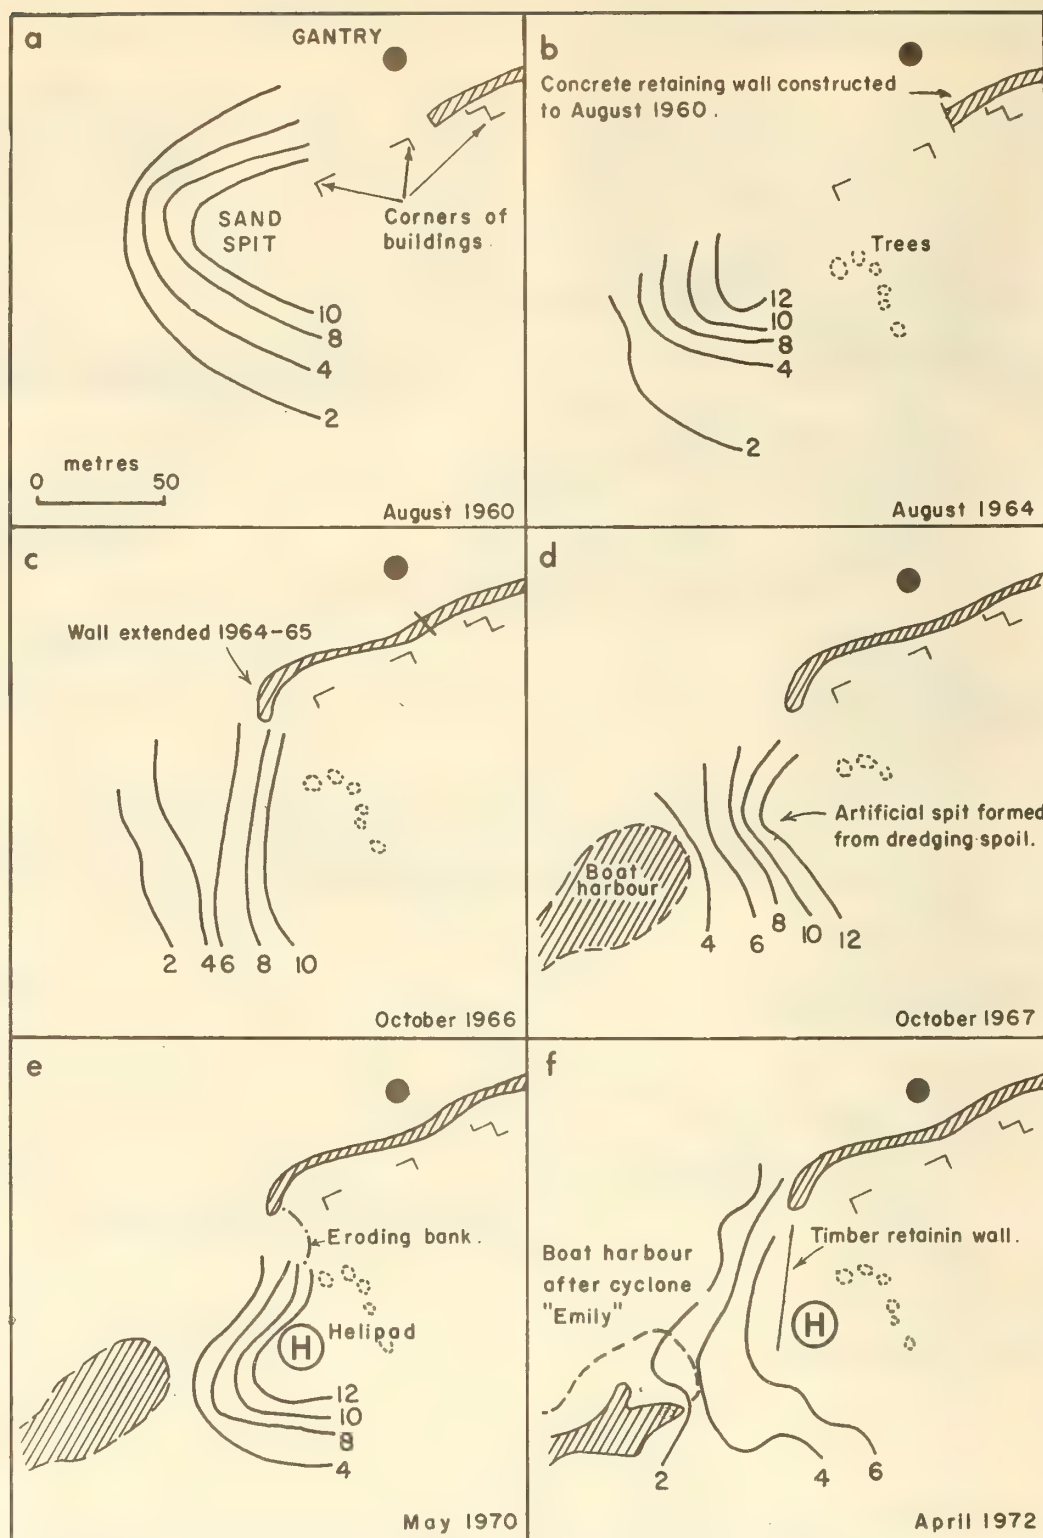 a
GANTRY
SAND
SPIT
Corners of
buildings.
10
8
4
2
metres
0 50
August 1960
b
Concrete retaining wall constructed
to August 1960.
Trees
12
10
8
4
2
August 1964
c
Wall extended 1964-65
2 4 6 8 10
October 1966
d
Artificial spit formed
from dredging spoil.
Boat
harbour
4 6 8 10 12
October 1967
e
Eroding bank.
Helipad
H
12
10
8
4
May 1970
f
Timber retainin wall.
Boat harbour
after cyclone
"Emily"
H
2 4 6
April 1972